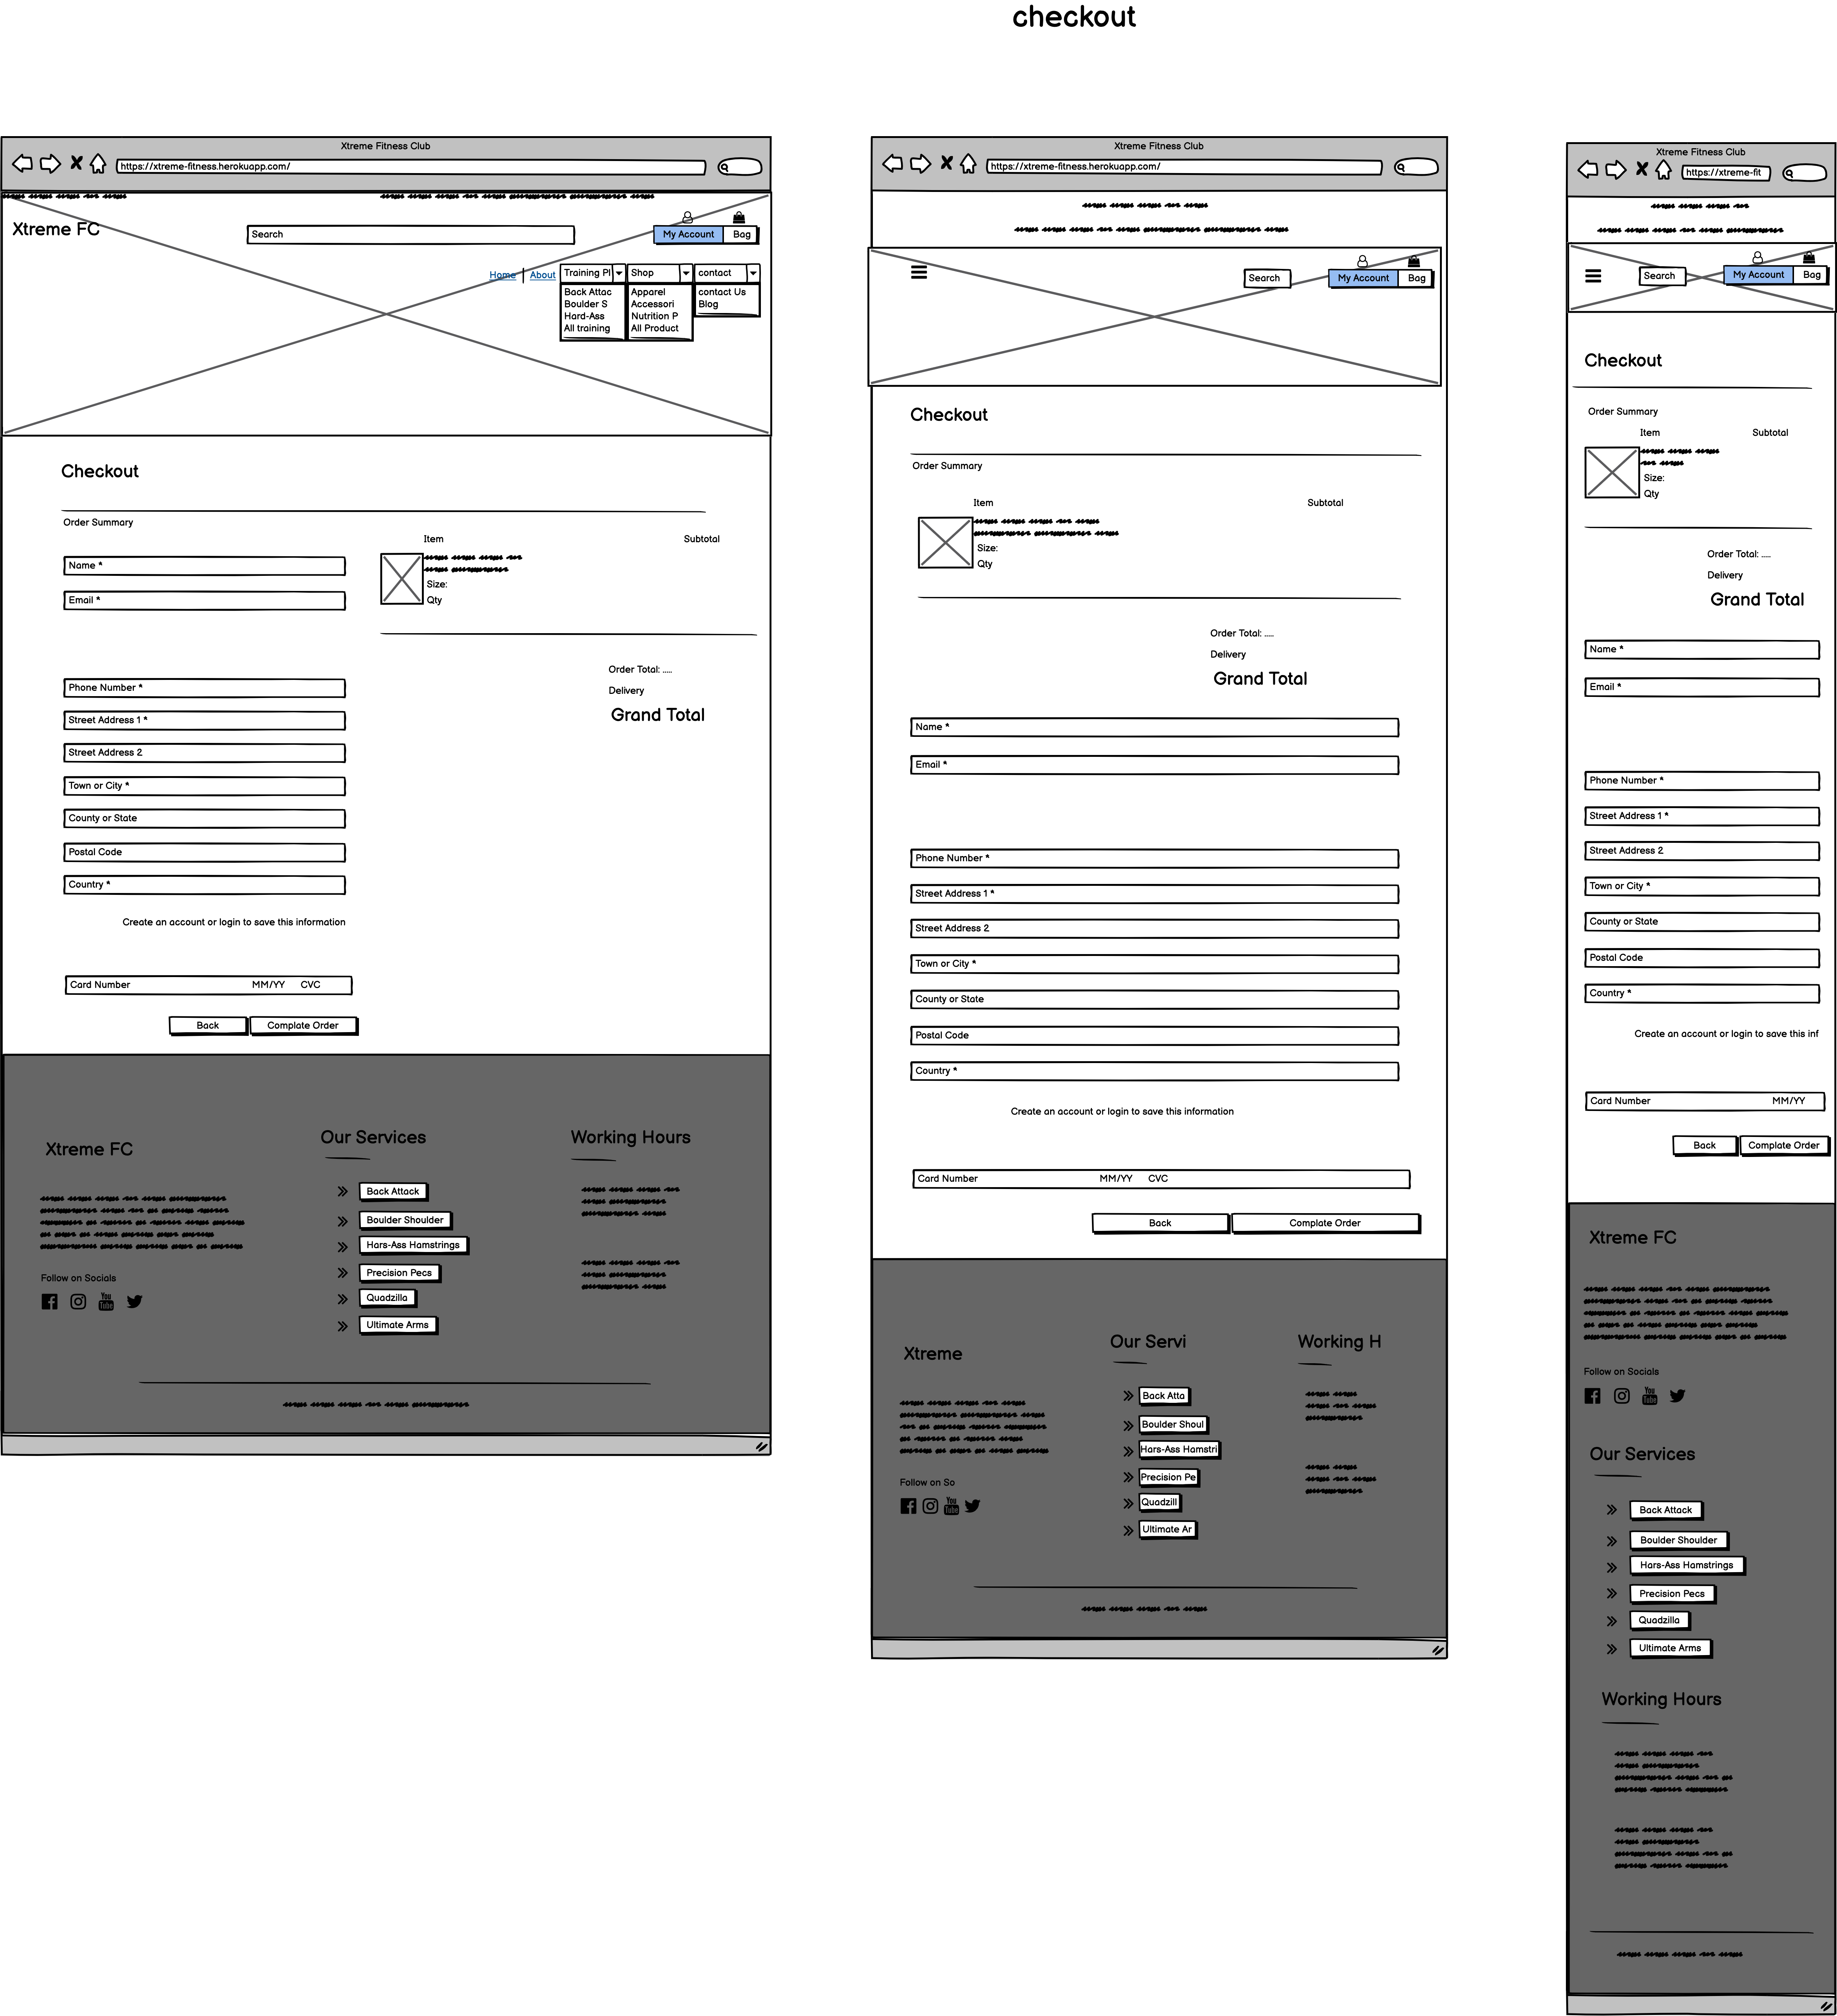 checkout
Xtreme Fitness Club
https://xtreme-fitness.herokuapp.com/
Xtreme FC
Search
My Account
Bag
Home
About
Training Pl
Shop
contact
Back Attac
Boulder S
Hard-Ass
All training
Apparel
Accessori
Nutrition P
All Product
contact Us
Blog
Checkout
Order Summary
Item
Subtotal
Name *
Email *
Size:
Qty
Order Total: .....
Delivery
Grand Total
Phone Number *
Street Address 1 *
Street Address 2
Town or City *
County or State
Postal Code
Country *
Create an account or login to save this information
Card Number MM/YY CVC
Back
Complate Order
Xtreme FC
Follow on Socials
You
Tube
Our Services
Back Attack
Boulder Shoulder
Hars-Ass Hamstrings
Precision Pecs
Quadzilla
Ultimate Arms
Working Hours
Xtreme Fitness Club
https://xtreme-fitness.herokuapp.com/
Search
My Account
Bag
Checkout
Order Summary
Item
Subtotal
Size:
Qty
Order Total: .....
Delivery
Grand Total
Name *
Email *
Phone Number *
Street Address 1 *
Street Address 2
Town or City *
County or State
Postal Code
Country *
Create an account or login to save this information
Card Number MM/YY CVC
Back
Complate Order
Xtreme
Follow on So
You
Tube
Our Servi
Back Atta
Boulder Shoul
Hars-Ass Hamstri
Precision Pe
Quadzill
Ultimate Ar
Working H
Xtreme Fitness Club
https://xtreme-fit
Search
My Account
Bag
Checkout
Order Summary
Item
Subtotal
Size:
Qty
Order Total: .....
Delivery
Grand Total
Name *
Email *
Phone Number *
Street Address 1 *
Street Address 2
Town or City *
County or State
Postal Code
Country *
Create an account or login to save this inf
Card Number MM/YY
Back
Complate Order
Xtreme FC
Follow on Socials
You
Tube
Our Services
Back Attack
Boulder Shoulder
Hars-Ass Hamstrings
Precision Pecs
Quadzilla
Ultimate Arms
Working Hours